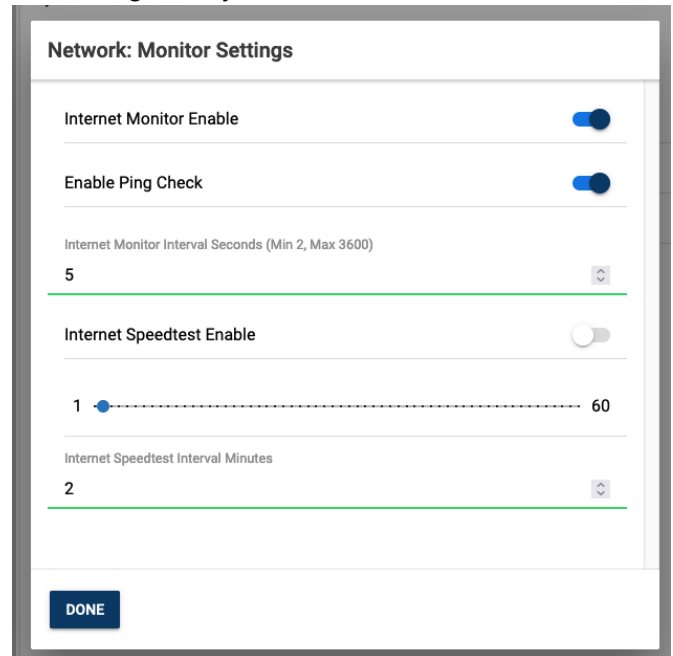 Network: Monitor Settings
Internet Monitor Enable
Enable Ping Check
Internet Monitor Interval Seconds (Min 2, Max 3600)
5
Internet Speedtest Enable
1 60
Internet Speedtest Interval Minutes
2
DONE